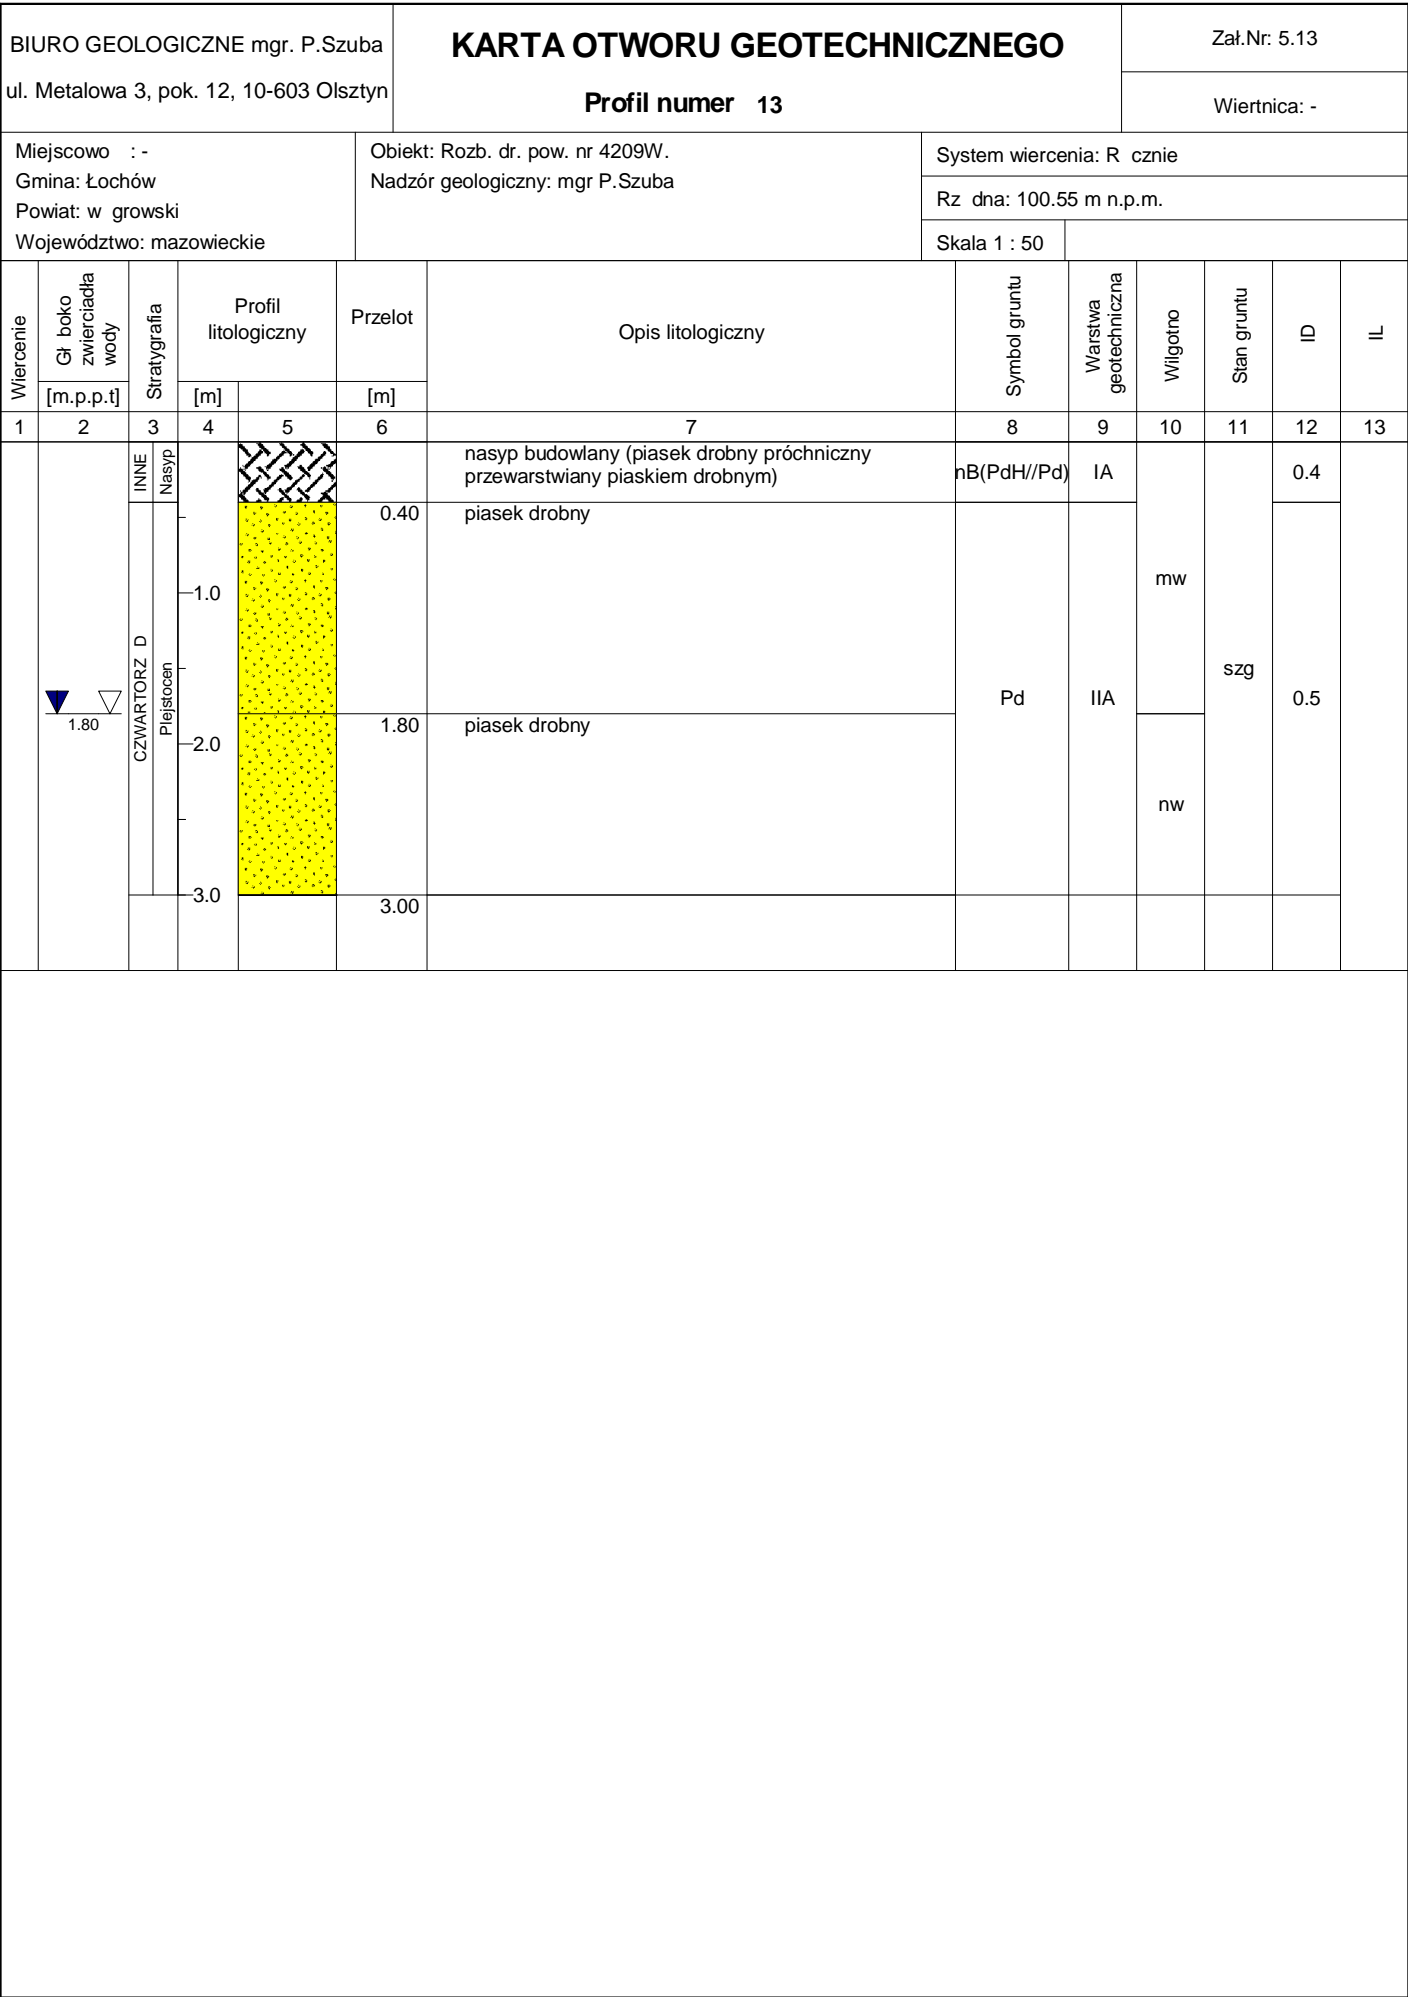 BIURO GEOLOGICZNE mgr. P.Szuba
ul. Metalowa 3, pok. 12, 10-603 Olsztyn
KARTA OTWORU GEOTECHNICZNEGO
Profil numer 13
Zał.Nr: 5.13
Wiertnica: -
Miejscowo : -
Gmina: Łochów
Powiat: w growski
Województwo: mazowieckie
Obiekt: Rozb. dr. pow. nr 4209W.
Nadzór geologiczny: mgr P.Szuba
System wiercenia: R cznie
Rz dna: 100.55 m n.p.m.
Skala 1 : 50
Wiercenie
Gł boko
zwierciadła
wody
[m.p.p.t]
Stratygrafia
Profil
litologiczny
[m]
Przelot
[m]
Opis litologiczny
Symbol gruntu
Warstwa
geotechniczna
Wilgotno
Stan gruntu
ID
IL
1 2 3 4 5 6 7 8 9 10 11 12 13
INNE
Nasyp
nasyp budowlany (piasek drobny próchniczny
przewarstwiany piaskiem drobnym)
nB(PdH//Pd) IA 0.4
0.40 piasek drobny
1.0
mw
CZWARTORZ D
Plejstocen
szg
Pd IIA 0.5
1.80
1.80 piasek drobny
2.0
nw
3.0
3.00